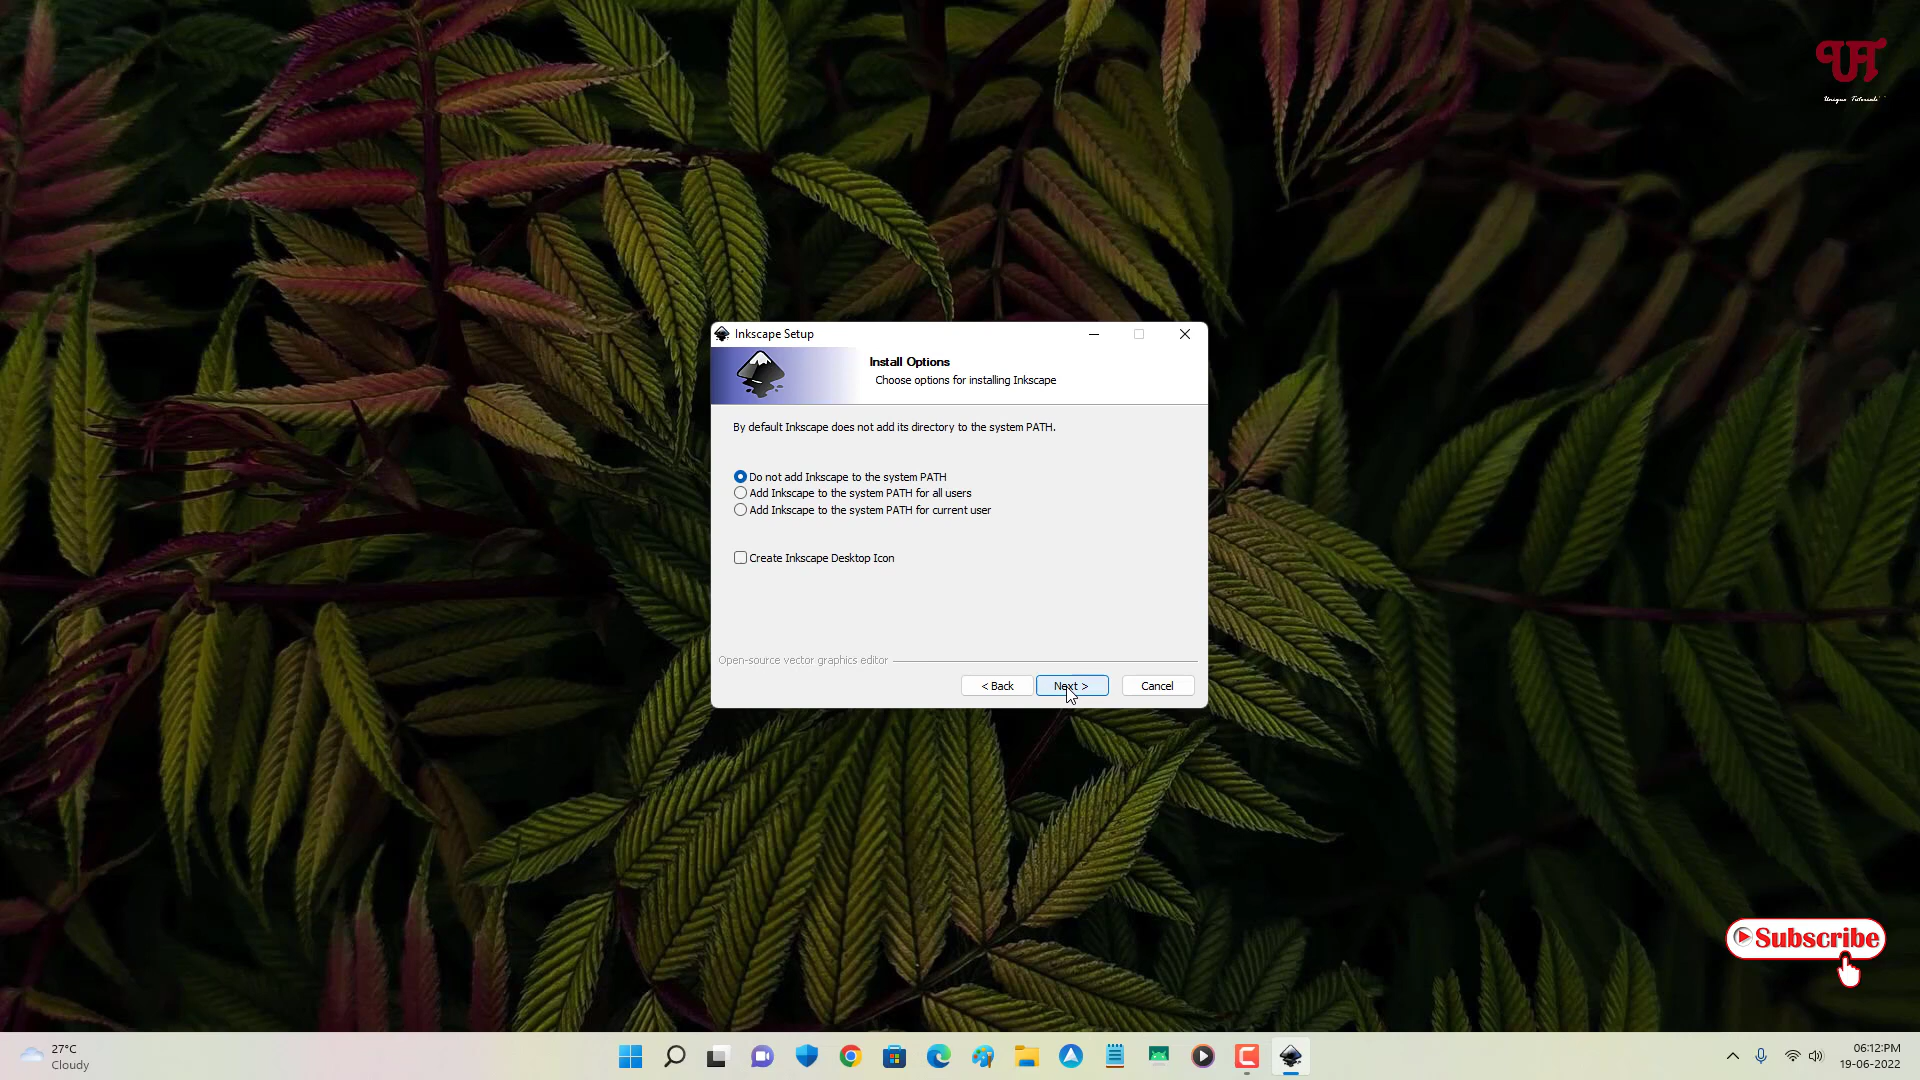 UT
Unique Tutorials
Inkscape Setup
Install Options
Choose options for installing Inkscape
By default Inkscape does not add its directory to the system PATH.
Do not add Inkscape to the system PATH
Add Inkscape to the system PATH for all users
Add Inkscape to the system PATH for current user
Create Inkscape Desktop Icon
Open-source vector graphics editor
< Back
Next >
Cancel
Subscribe
27°C
Cloudy
06:12:PM
19-06-2022